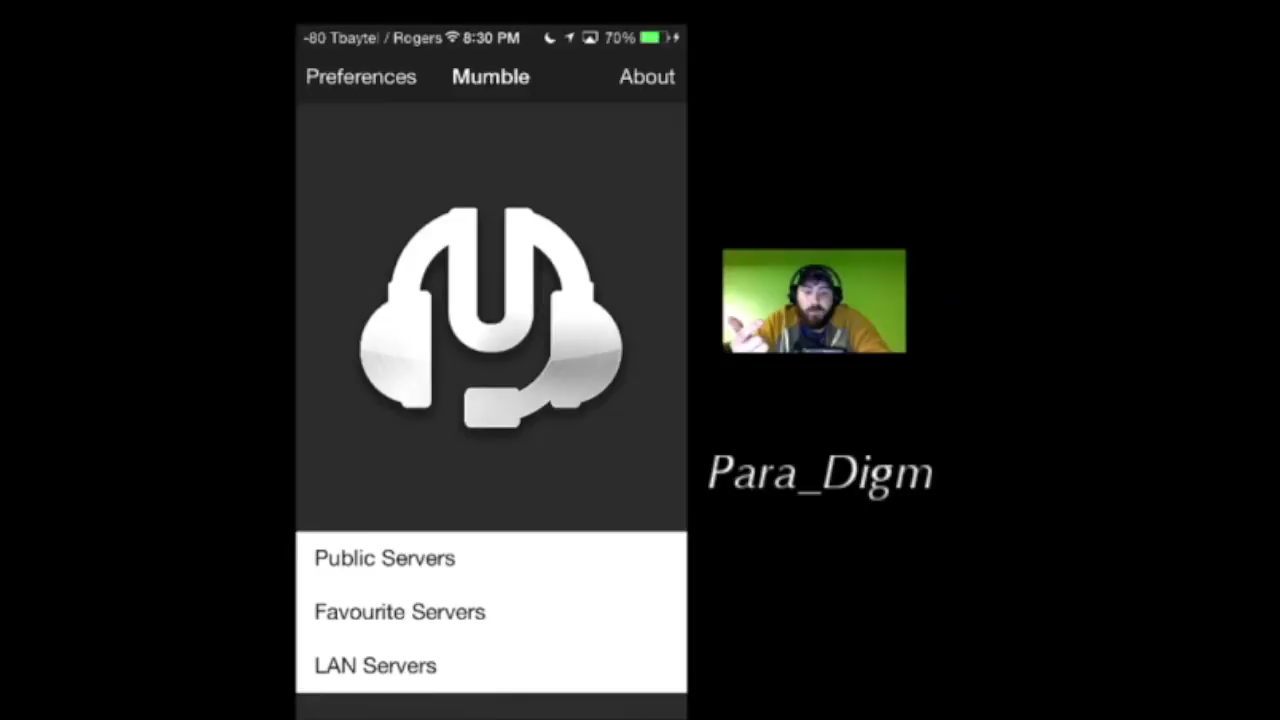 -80 Tbaytel / Rogers 8:30 PM 70%
Preferences Mumble About
Para_Digm
Public Servers
Favourite Servers
LAN Servers